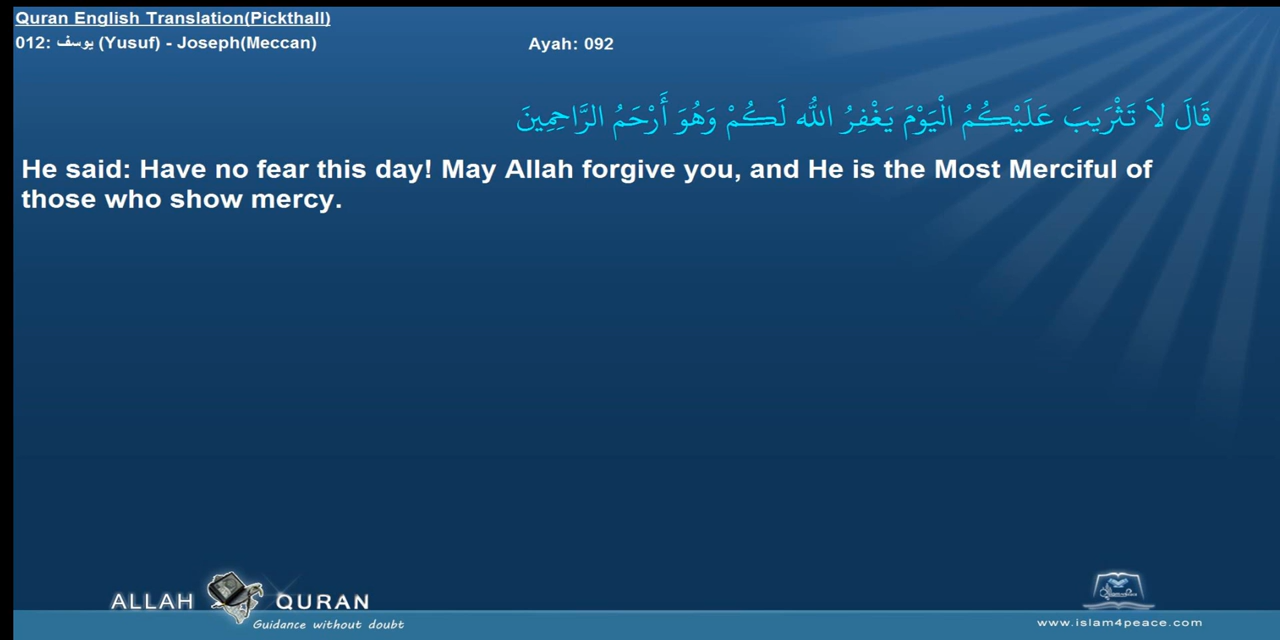 Quran English Translation(Pickthall)
012: يوسف (Yusuf) - Joseph(Meccan)
Ayah: 092
قَالَ لاَ تَثْرَيبَ عَلَيْكُمُ الْيَوْمَ يَغْفِرُ اللّهُ لَكُمْ وَهُوَ أَرْحَمُ الرَّاحِمِينَ
He said: Have no fear this day! May Allah forgive you, and He is the Most Merciful of
those who show mercy.
ALLAH QURAN
Guidance without doubt
www.islam4peace.com